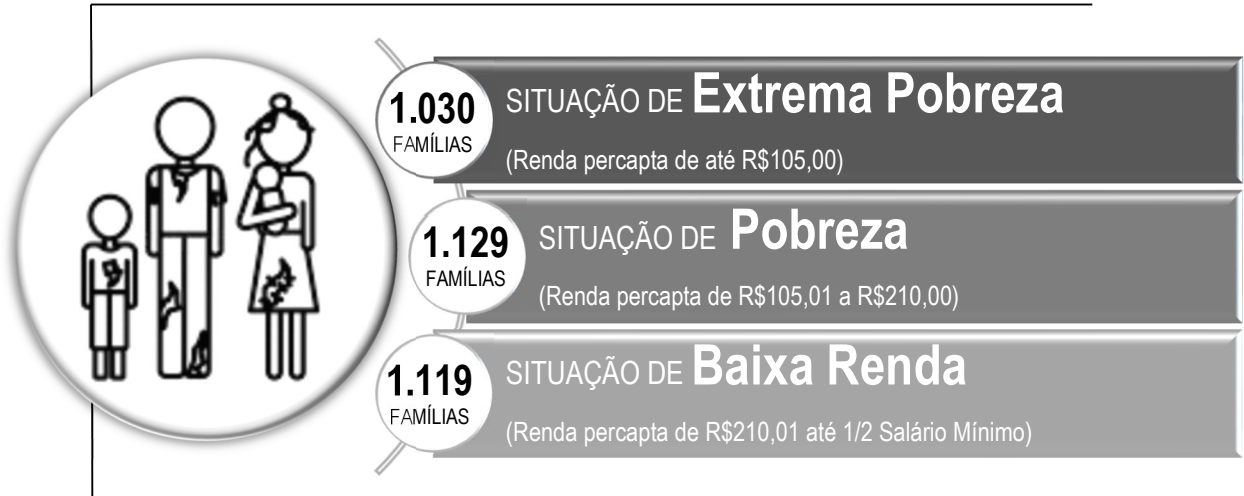 1.030
FAMÍLIAS
SITUAÇÃO DE Extrema Pobreza
(Renda percapta de até R$105,00)
1.129
FAMÍLIAS
SITUAÇÃO DE Pobreza
(Renda percapta de R$105,01 a R$210,00)
1.119
FAMÍLIAS
SITUAÇÃO DE Baixa Renda
(Renda percapta de R$210,01 até 1/2 Salário Mínimo)